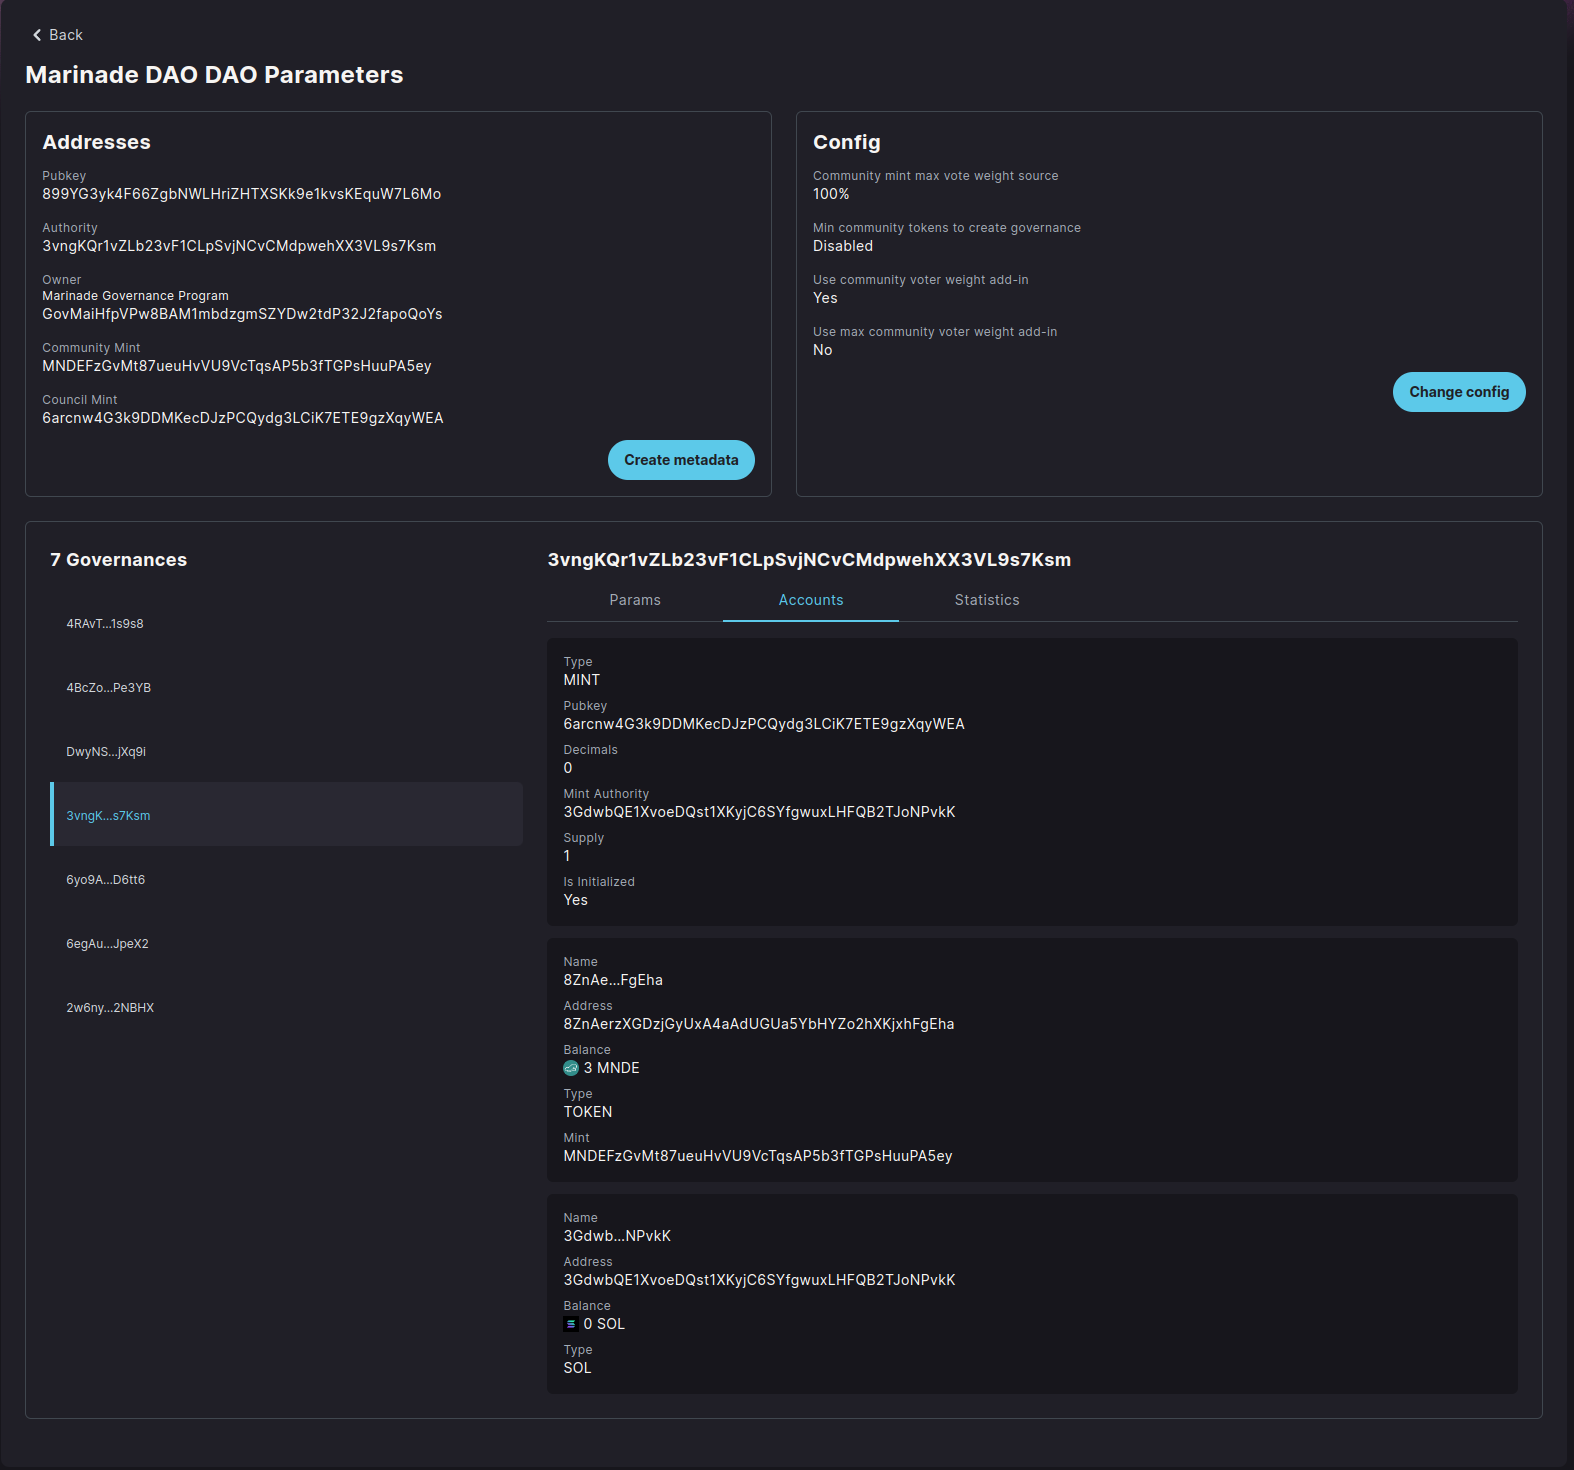 Back
Marinade DAO DAO Parameters
Addresses
Pubkey
899YG3yk4F66ZgbNWLHriZHTXSKk9e1kvsKEquW7L6Mo
Authority
3vngKQr1vZLb23vF1CLpSvjNCvCMdpwehXX3VL9s7Ksm
Owner
Marinade Governance Program
GovMaiHfpVPw8BAM1mbdzgmSZYDw2tdP32J2fapoQoYs
Community Mint
MNDEFzGvMt87ueuHvVU9VcTqsAP5b3fTGPsHuuPA5ey
Council Mint
6arcnw4G3k9DDMKecDJzPCQydg3LCiK7ETE9gzXqyWEA
Create metadata
Config
Community mint max vote weight source
100%
Min community tokens to create governance
Disabled
Use community voter weight add-in
Yes
Use max community voter weight add-in
No
Change config
7 Governances
4RAvT...1s9s8
4BcZo...Pe3YB
DwyNS...jXq9i
3vngK...s7Ksm
6yo9A...D6tt6
6egAu...JpeX2
2w6ny...2NBHX
3vngKQr1vZLb23vF1CLpSvjNCvCMdpwehXX3VL9s7Ksm
Params
Accounts
Statistics
Type
MINT
Pubkey
6arcnw4G3k9DDMKecDJzPCQydg3LCiK7ETE9gzXqyWEA
Decimals
0
Mint Authority
3GdwbQE1XvoeDQst1XKyjC6SYfgwuxLHFQB2TJoNPvkK
Supply
1
Is Initialized
Yes
Name
8ZnAe...FgEha
Address
8ZnAerzXGDzjGyUxA4aAdUGUa5YbHYZo2hXKjxhFgEha
Balance
3 MNDE
Type
TOKEN
Mint
MNDEFzGvMt87ueuHvVU9VcTqsAP5b3fTGPsHuuPA5ey
Name
3Gdwb...NPvkK
Address
3GdwbQE1XvoeDQst1XKyjC6SYfgwuxLHFQB2TJoNPvkK
Balance
0 SOL
Type
SOL